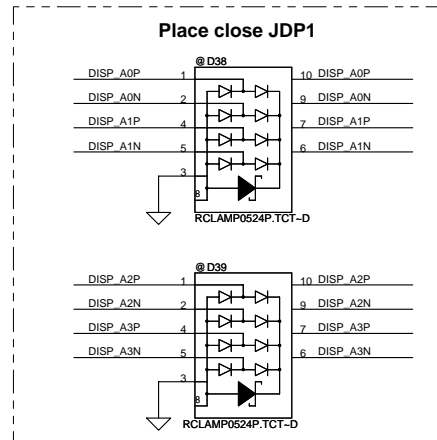 Place close JDP1
@D38
DISP_A0P 1 10 DISP_A0P
DISP_A0N 2 9 DISP_A0N
DISP_A1P 4 7 DISP_A1P
DISP_A1N 5 6 DISP_A1N
3
8
RCLAMP0524P.TCT~D
@D39
DISP_A2P 1 10 DISP_A2P
DISP_A2N 2 9 DISP_A2N
DISP_A3P 4 7 DISP_A3P
DISP_A3N 5 6 DISP_A3N
3
8
RCLAMP0524P.TCT~D